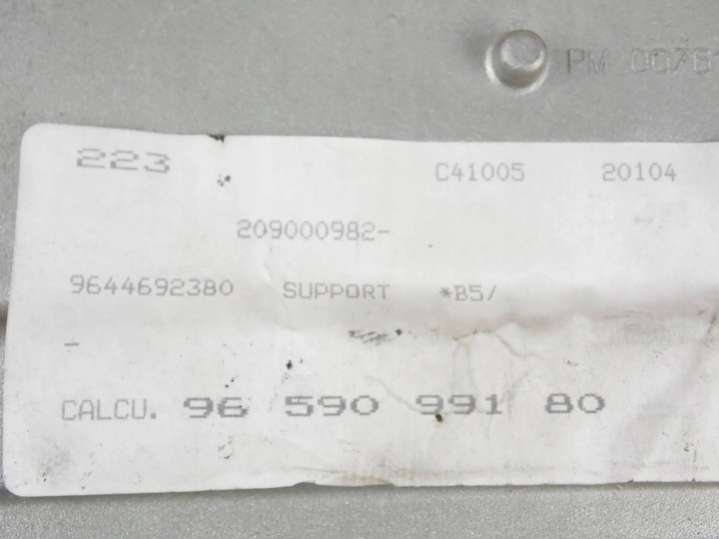 PM 0076
223 C41005 20104
209000982-
9644692380 SUPPORT *B5/
-
CALCU. 96 590 991 80